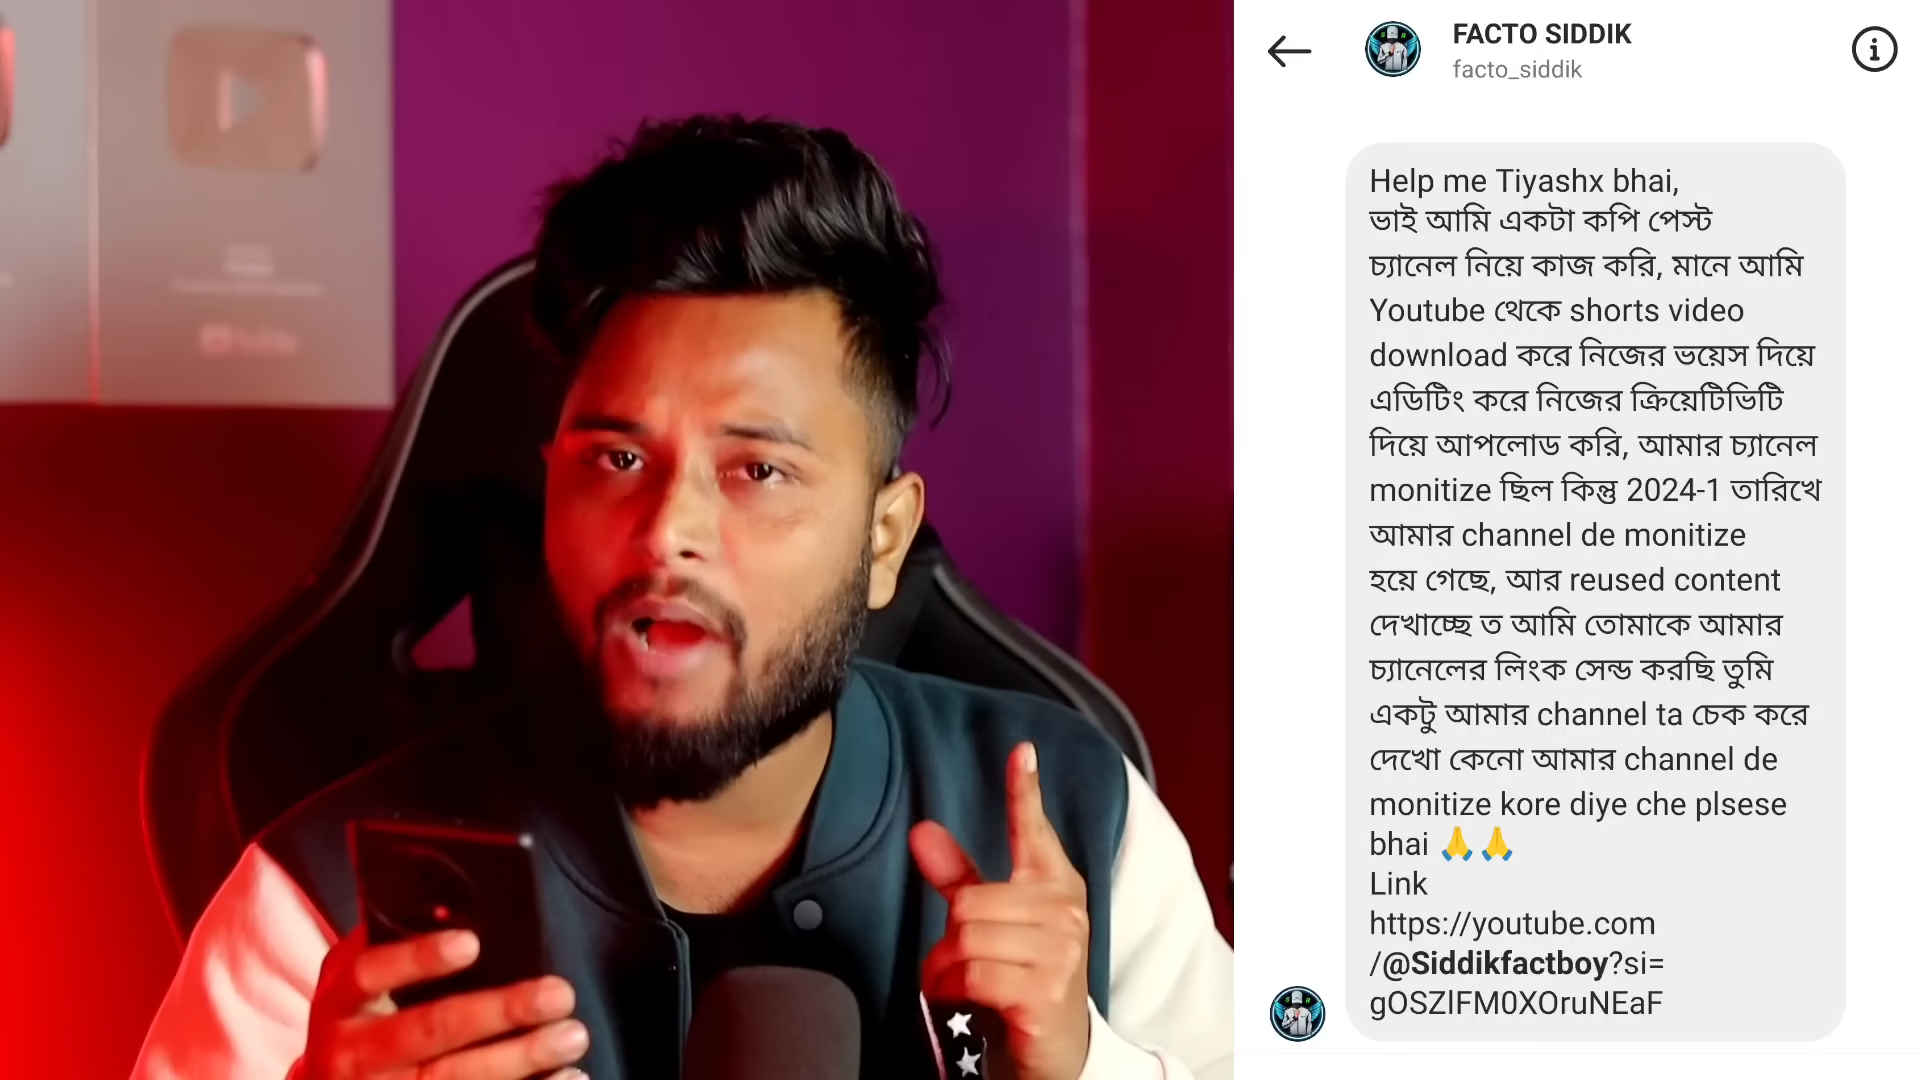 FACTO SIDDIK
facto_siddik
Help me Tiyashx bhai,
ভাই আমি একটা কপি পেস্ট
চ্যানেল নিয়ে কাজ করি, মানে আমি
Youtube থেকে shorts video
download করে নিজের ভয়েস দিয়ে
এডিটিং করে নিজের ক্রিয়েটিভিটি
দিয়ে আপলোড করি, আমার চ্যানেল
monitize ছিল কিন্তু 2024-1 তারিখে
আমার channel de monitize
হয়ে গেছে, আর reused content
দেখাচ্ছে ত আমি তোমাকে আমার
চ্যানেলের লিংক সেন্ড করছি তুমি
একটু আমার channel ta চেক করে
দেখো কেনো আমার channel de
monitize kore diye che plsese
bhai 🙏🙏
Link
https://youtube.com
/@Siddikfactboy?si=
gOSZlFM0XOruNEaF